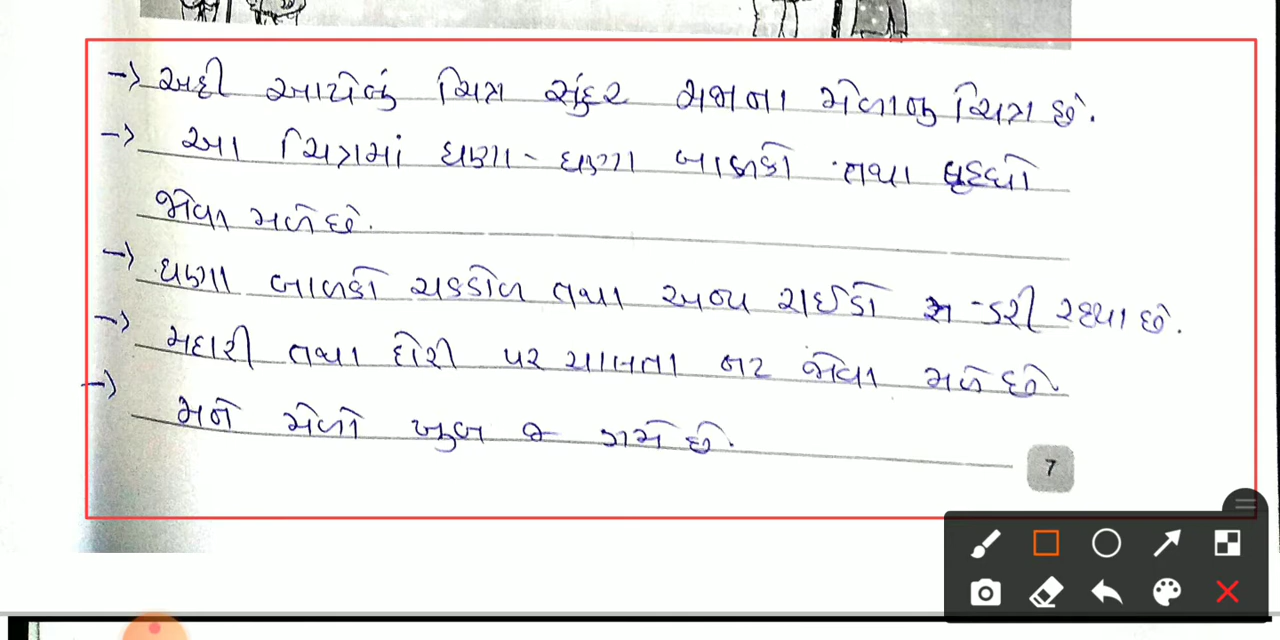 → અહી આપેલું ચિત્ર સુંદર મજાના મેળાનુ ચિત્ર છે.
→ આ ચિત્રમાં ઘણા - ઘણા બાળકો તથા વૃદ્ધો
જોવા મળે છે.
→ ઘણા બાળકો ચકડોળ તથા અન્ય રાઈડો કરી રહ્યા છે.
→ મદારી તથા દોરી પર ચાલતા નટ જોવા મળે છે.
→ મને મેળો ખુબ જ ગમે છે.
7